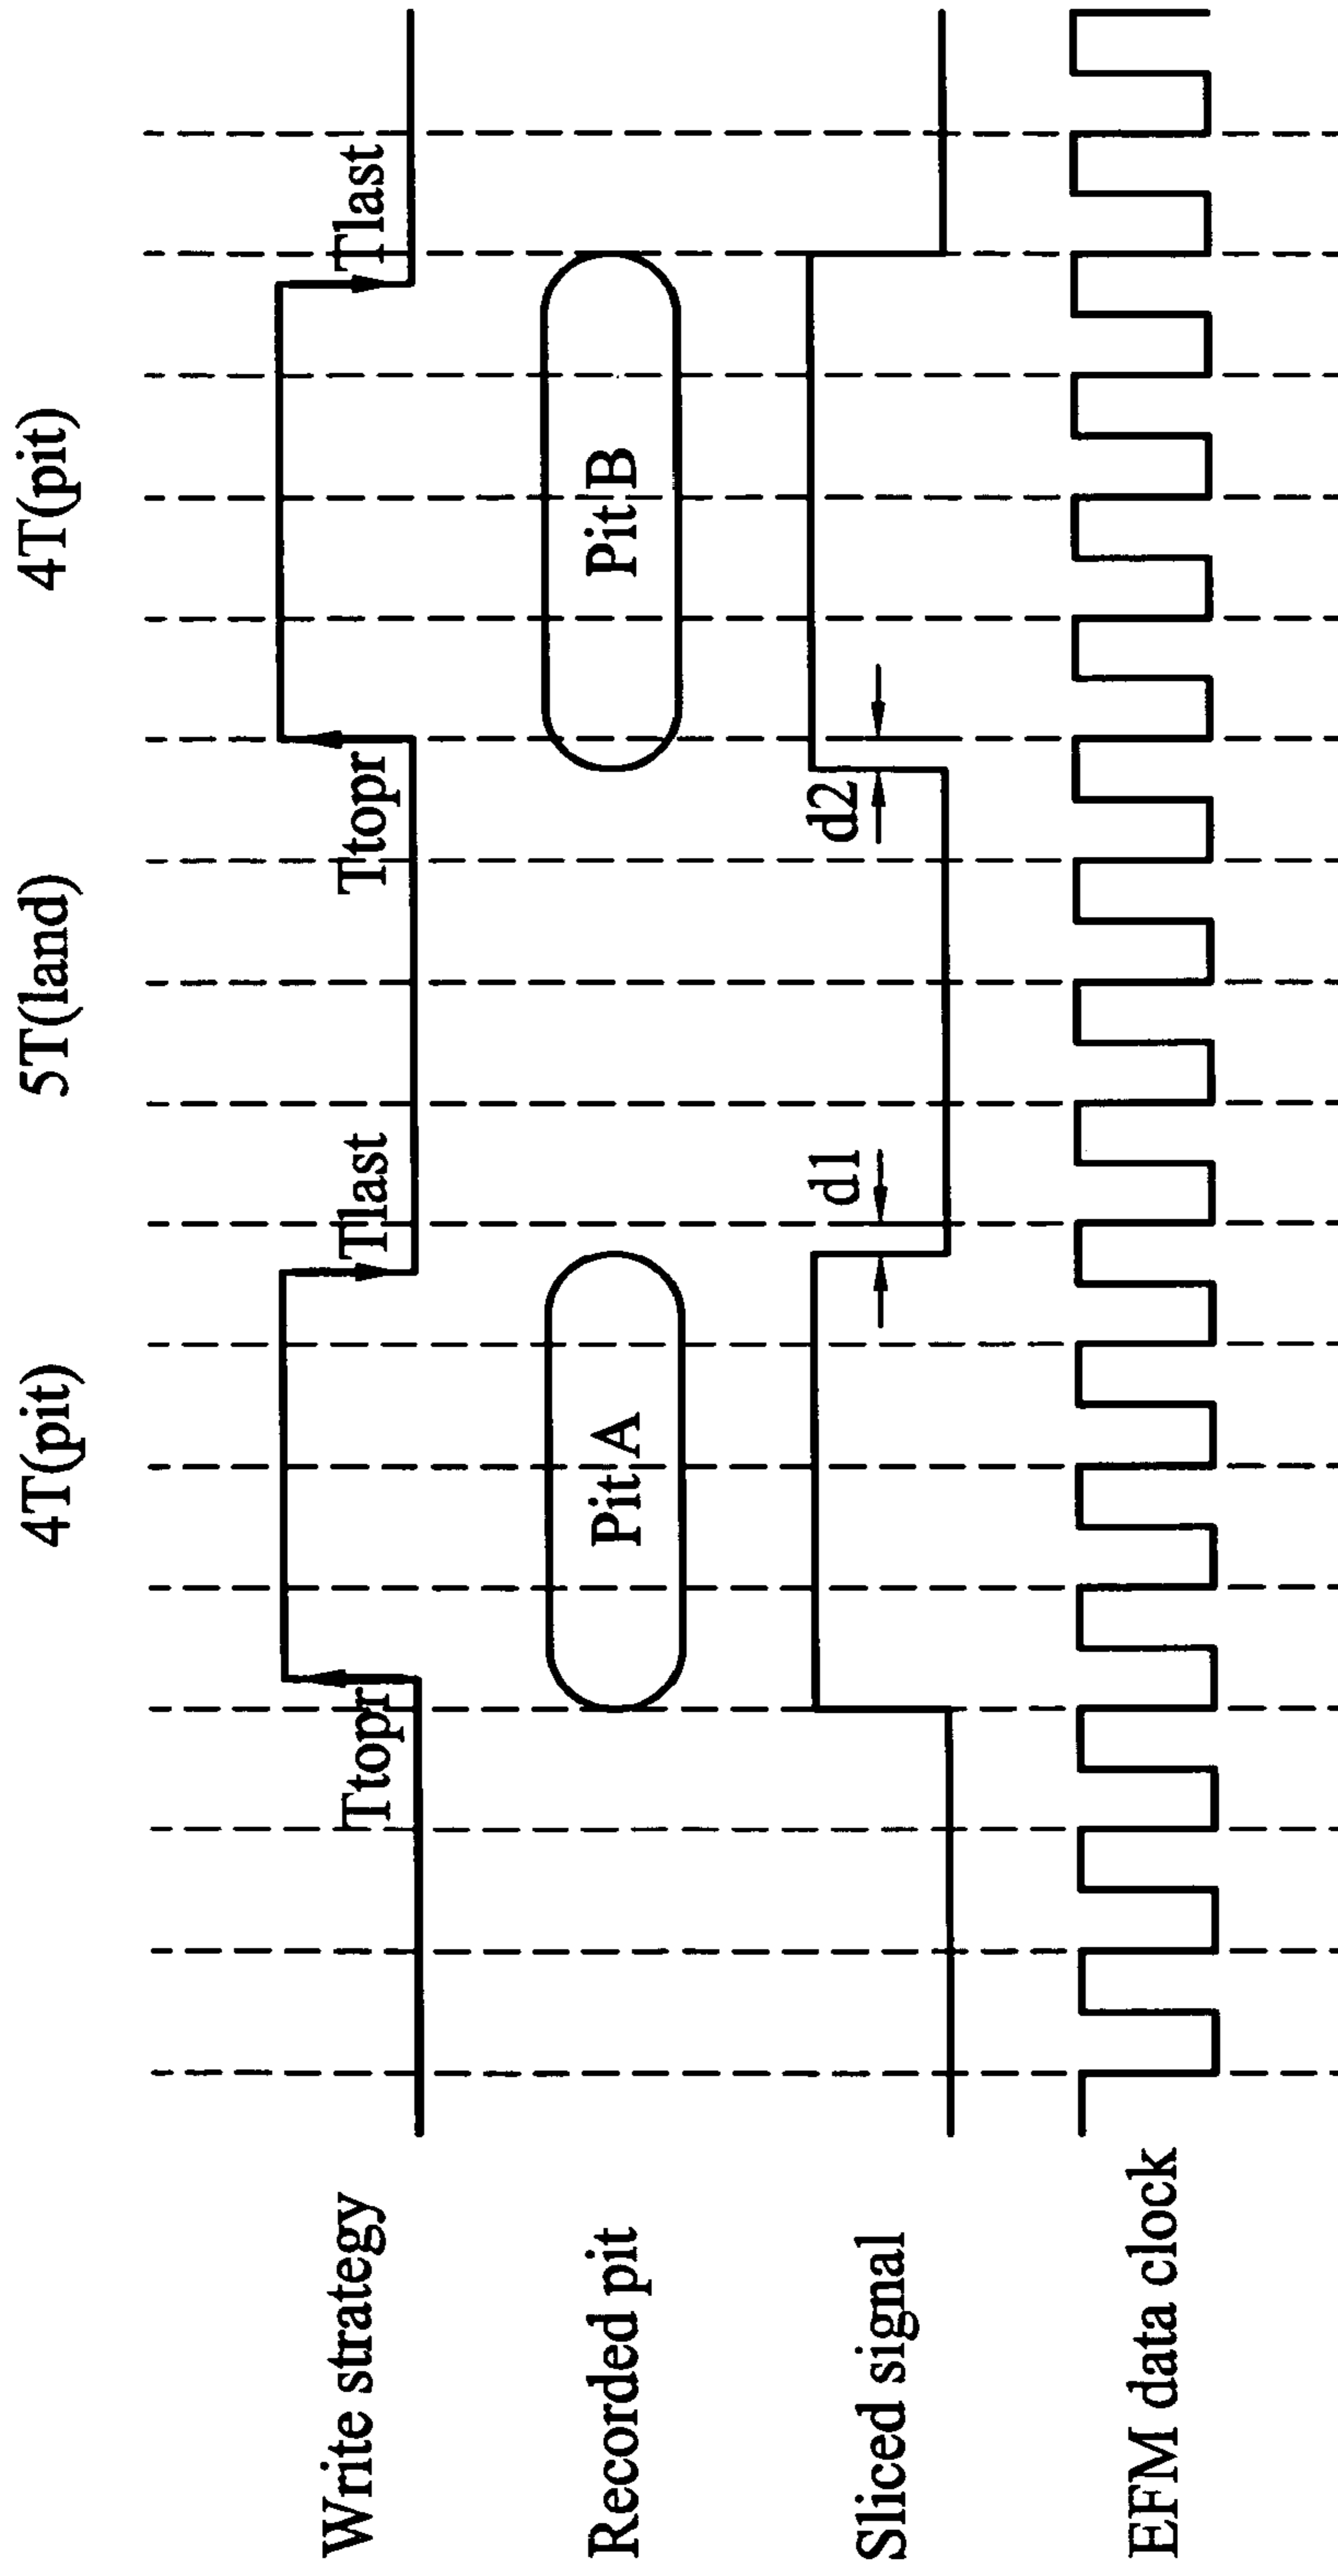 4T(pit) 5T(land) 4T(pit)
Write strategy Ttopr Tlast Ttopr Tlast
Recorded pit Pit A Pit B
Sliced signal d1 d2
EFM data clock